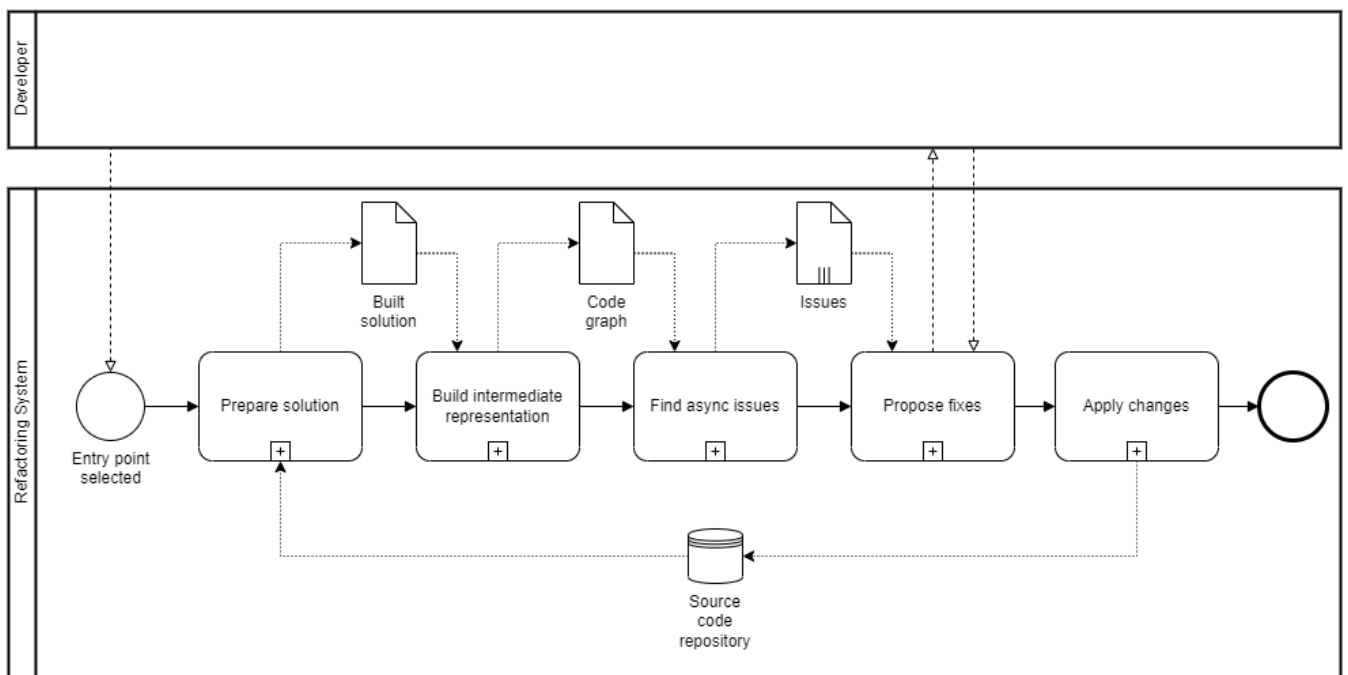 Developer
Refactoring System
Built
solution
Code
graph
Issues
Entry point
selected
Prepare solution
+
Build intermediate
representation
+
Find async issues
+
Propose fixes
+
Apply changes
+
Source
code
repository